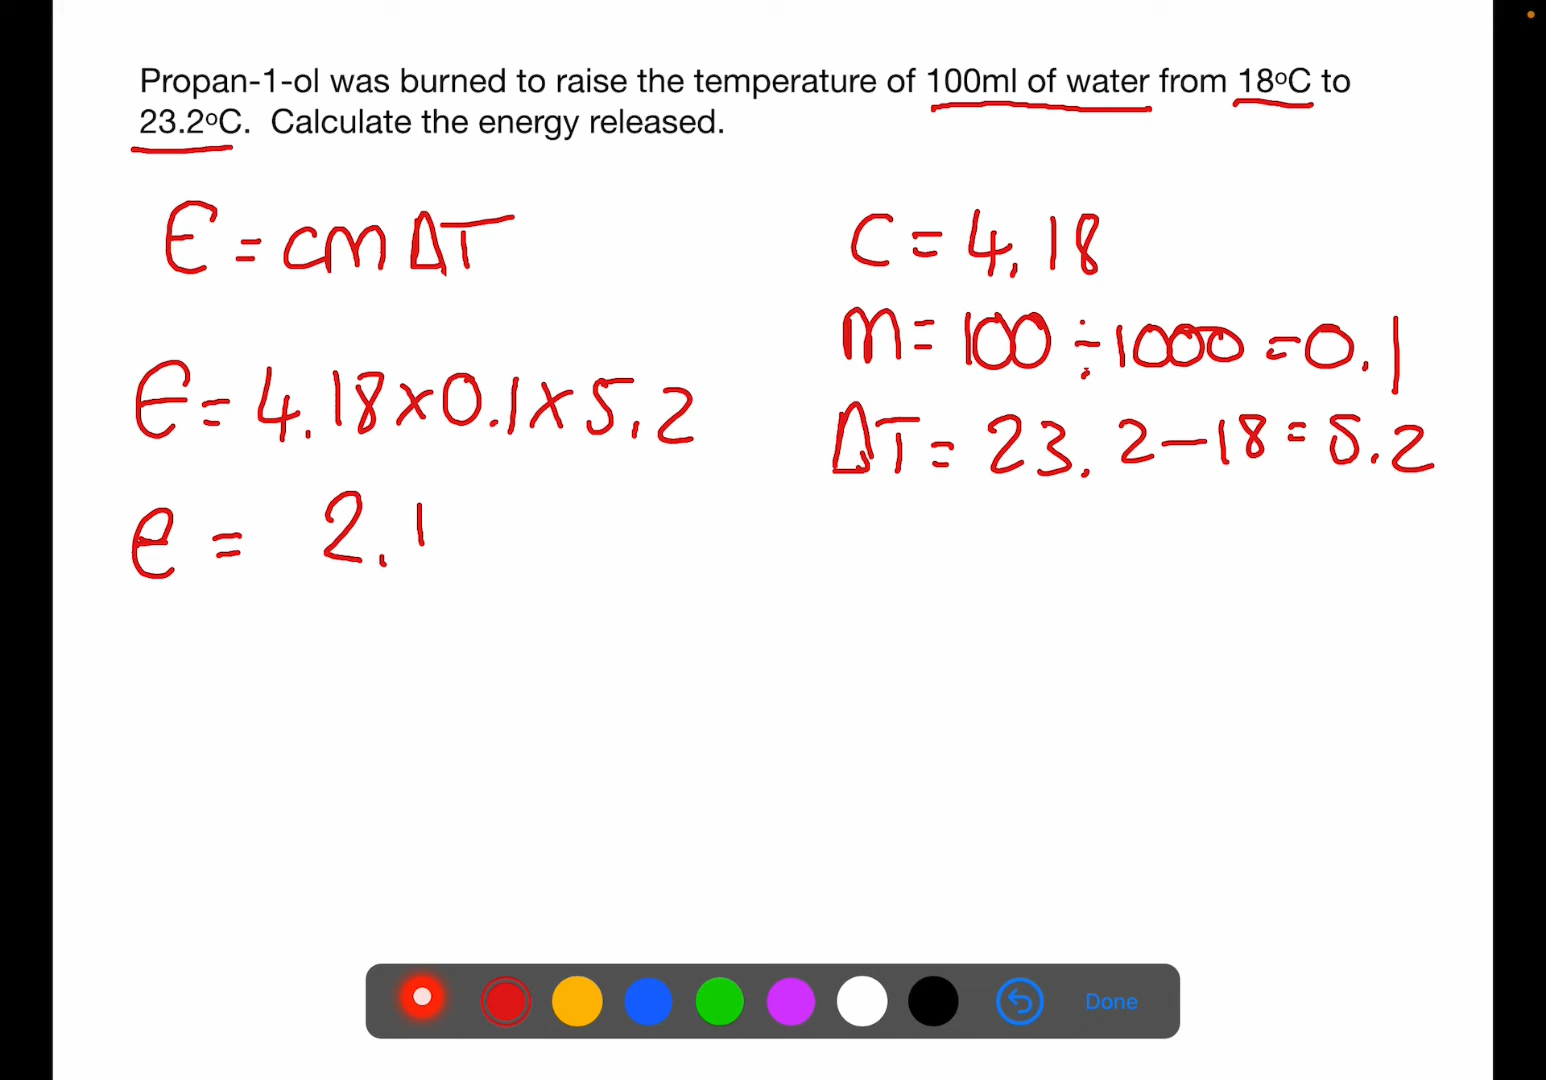 Propan-1-ol was burned to raise the temperature of 100ml of water from 18ºC to
23.2ºC.  Calculate the energy released.
E = cmΔT
C = 4.18
m = 100 ÷ 1000 = 0.1
E = 4.18 x 0.1 x 5.2
ΔT = 23.2 - 18 = 5.2
e = 2.1
Done